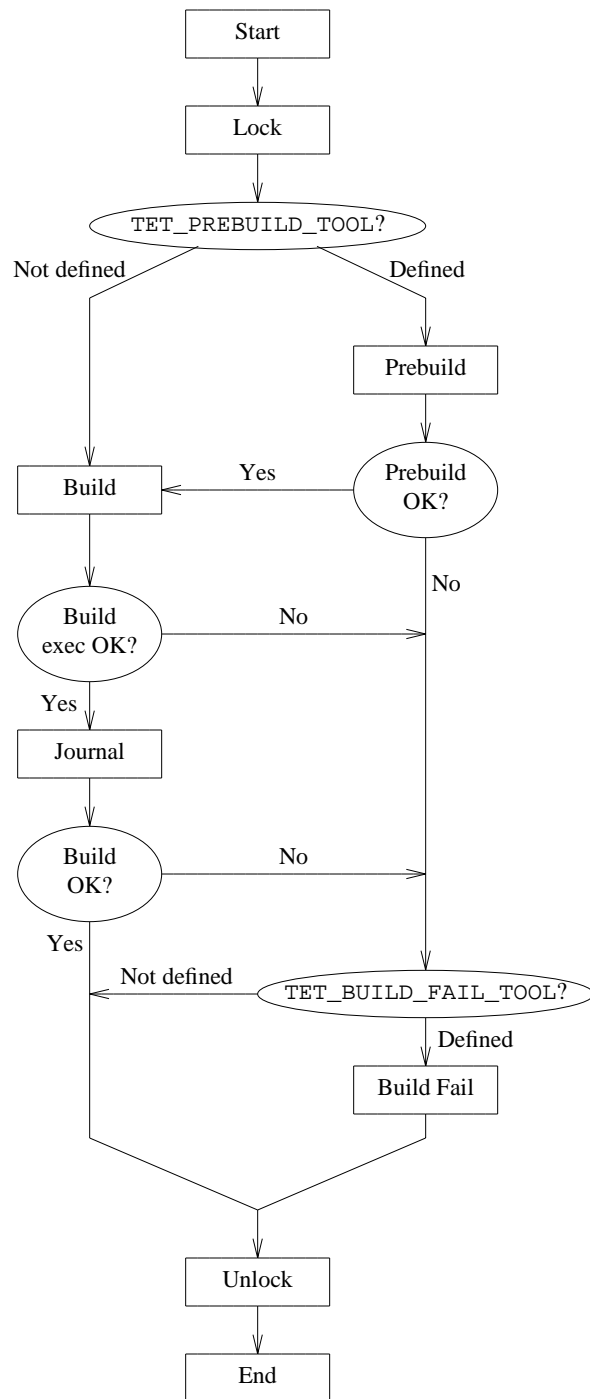 Start
Lock
TET_PREBUILD_TOOL?
Not defined
Defined
Prebuild
Build
Yes
Prebuild
OK?
No
Build
exec OK?
No
Yes
Journal
Build
OK?
No
Yes
Not defined
TET_BUILD_FAIL_TOOL?
Defined
Build Fail
Unlock
End